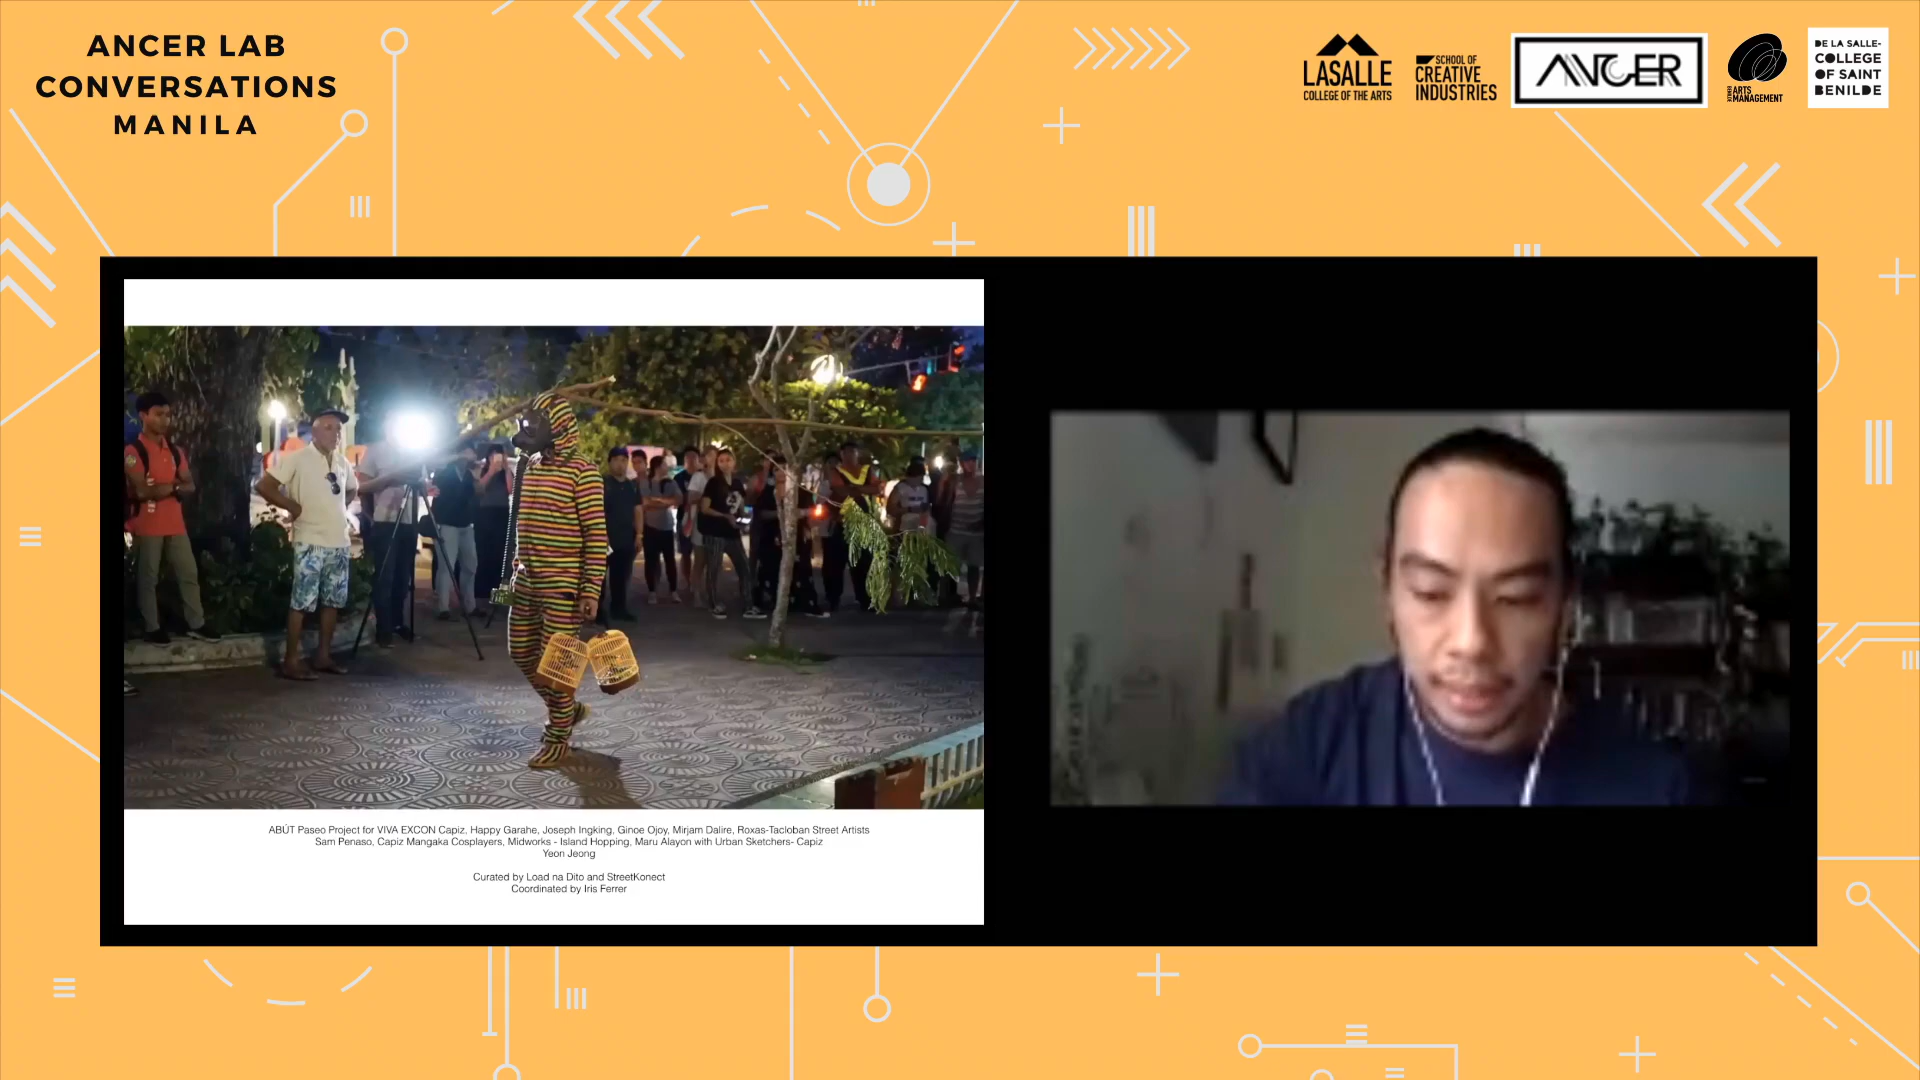 ANCER LAB
CONVERSATIONS
MANILA
LASALLE
COLLEGE OF THE ARTS
SCHOOL OF
CREATIVE
INDUSTRIES
ANCER
BENILDE
ARTS
MANAGEMENT
DE LA SALLE-
COLLEGE
OF SAINT
BENILDE
ABÚT Paseo Project for VIVA EXCON Capiz, Happy Garahe, Joseph Ingking, Ginoe Ojoy, Mirjam Dalire, Roxas-Tacloban Street Artists
Sam Penaso, Capiz Mangaka Cosplayers, Midworks - Island Hopping, Maru Alayon with Urban Sketchers- Capiz
Yeon Jeong
Curated by Load na Dito and StreetKonect
Coordinated by Iris Ferrer